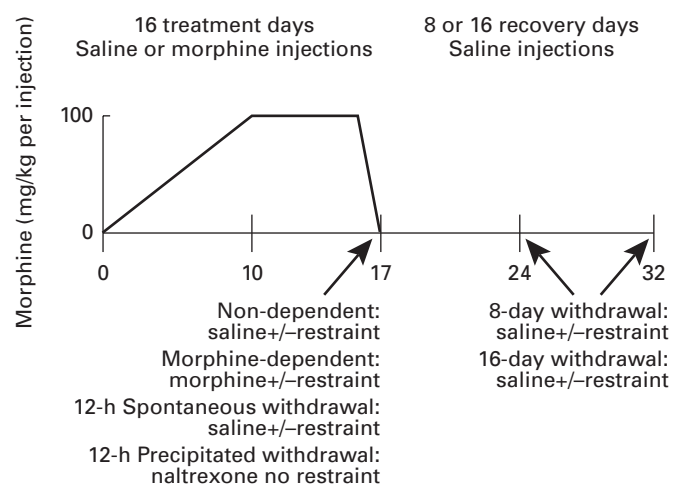 16 treatment days
Saline or morphine injections
8 or 16 recovery days
Saline injections
Morphine (mg/kg per injection)
100
0
0
10
17
24
32
Non-dependent:
saline+/–restraint
Morphine-dependent:
morphine+/–restraint
12-h Spontaneous withdrawal:
saline+/–restraint
12-h Precipitated withdrawal:
naltrexone no restraint
8-day withdrawal:
saline+/–restraint
16-day withdrawal:
saline+/–restraint